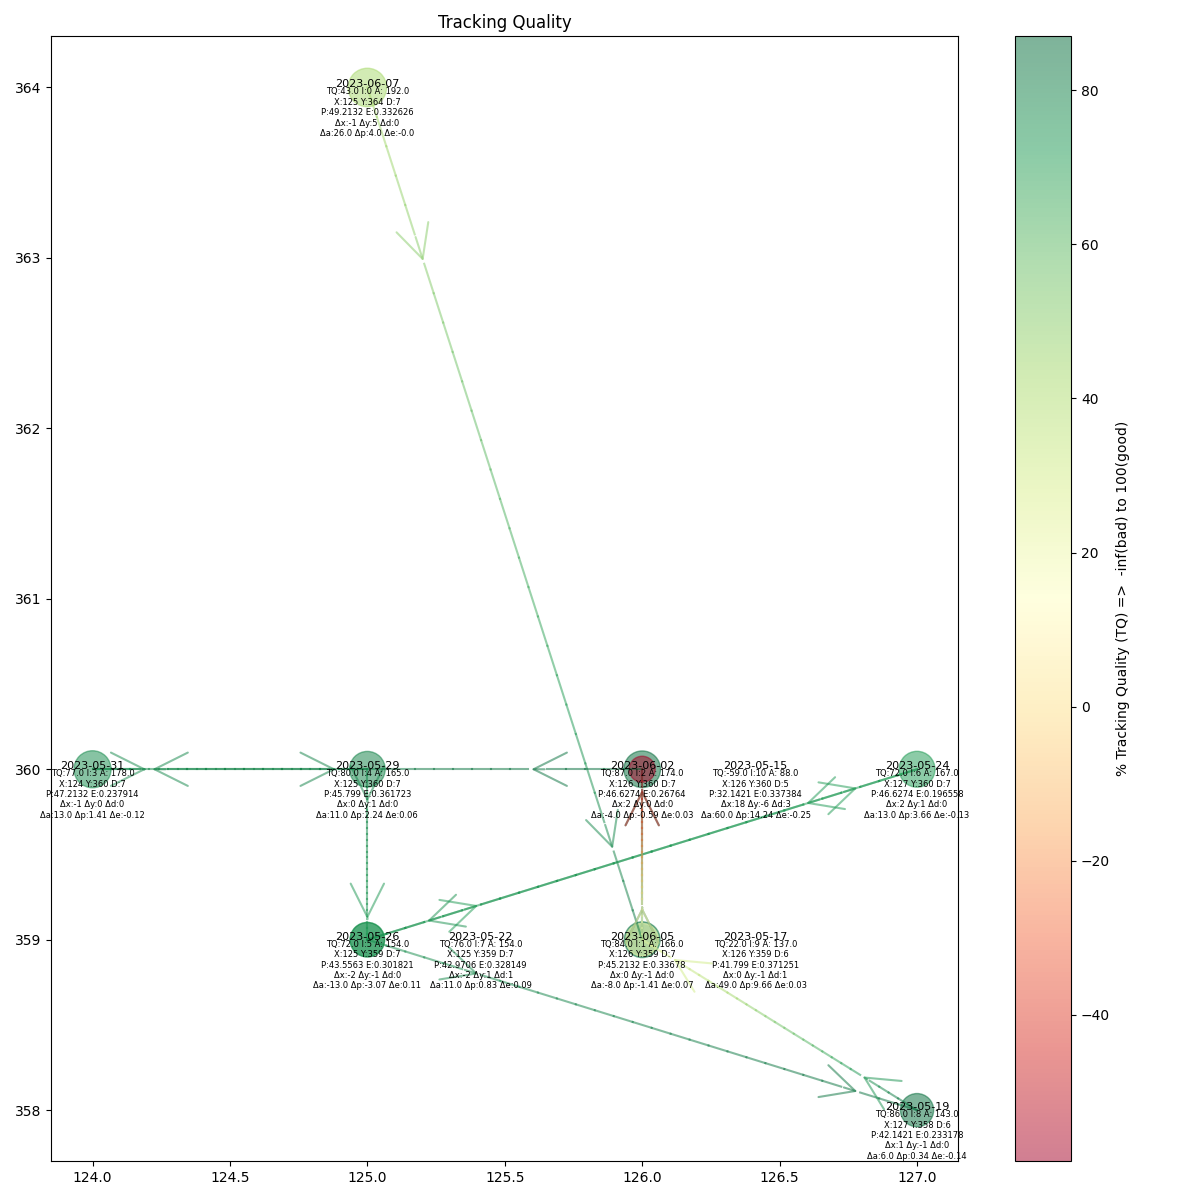 Tracking Quality
364
363
362
361
360
359
358
2023-06-07
TQ:43.0 I:0 A: 192.0
X:125 Y:364 D:7
P:49.2132 E:0.332626
Δx:-1 Δy:5 Δd:0
Δa:26.0 Δp:4.0 Δe:-0.0
2023-05-31
TQ:77.0 I:3 A: 178.0
X:124 Y:360 D:7
P:47.2132 E:0.237914
Δx:-1 Δy:0 Δd:0
Δa:13.0 Δp:1.41 Δe:-0.12
2023-05-29
TQ:80.0 I:4 A: 165.0
X:125 Y:360 D:7
P:45.799 E:0.361723
Δx:0 Δy:1 Δd:0
Δa:11.0 Δp:2.24 Δe:0.06
2023-06-02
TQ:87.0 I:2 A: 174.0
X:126 Y:360 D:7
P:46.6274 E:0.26764
Δx:2 Δy:0 Δd:0
Δa:-4.0 Δp:-0.59 Δe:0.03
2023-05-15
TQ:-59.0 I:10 A: 88.0
X:126 Y:360 D:5
P:32.1421 E:0.337384
Δx:18 Δy:-6 Δd:3
Δa:60.0 Δp:14.24 Δe:-0.25
2023-05-24
TQ:72.0 I:6 A: 167.0
X:127 Y:360 D:7
P:46.6274 E:0.196558
Δx:2 Δy:1 Δd:0
Δa:13.0 Δp:3.66 Δe:-0.13
2023-05-26
TQ:72.0 I:5 A: 154.0
X:125 Y:359 D:7
P:43.5563 E:0.301821
Δx:-2 Δy:-1 Δd:0
Δa:-13.0 Δp:-3.07 Δe:0.11
2023-05-22
TQ:76.0 I:7 A: 154.0
X:125 Y:359 D:7
P:42.9706 E:0.328149
Δx:-2 Δy:1 Δd:1
Δa:11.0 Δp:0.83 Δe:0.09
2023-06-05
TQ:84.0 I:1 A: 166.0
X:126 Y:359 D:7
P:45.2132 E:0.33678
Δx:0 Δy:-1 Δd:0
Δa:-8.0 Δp:-1.41 Δe:0.07
2023-05-17
TQ:22.0 I:9 A: 137.0
X:126 Y:359 D:6
P:41.799 E:0.371251
Δx:0 Δy:-1 Δd:1
Δa:49.0 Δp:9.66 Δe:0.03
2023-05-19
TQ:86.0 I:8 A: 143.0
X:127 Y:358 D:6
P:42.1421 E:0.233178
Δx:1 Δy:-1 Δd:0
Δa:6.0 Δp:0.34 Δe:-0.14
124.0 124.5 125.0 125.5 126.0 126.5 127.0
80
60
40
20
0
−20
−40
% Tracking Quality (TQ) => -inf(bad) to 100(good)